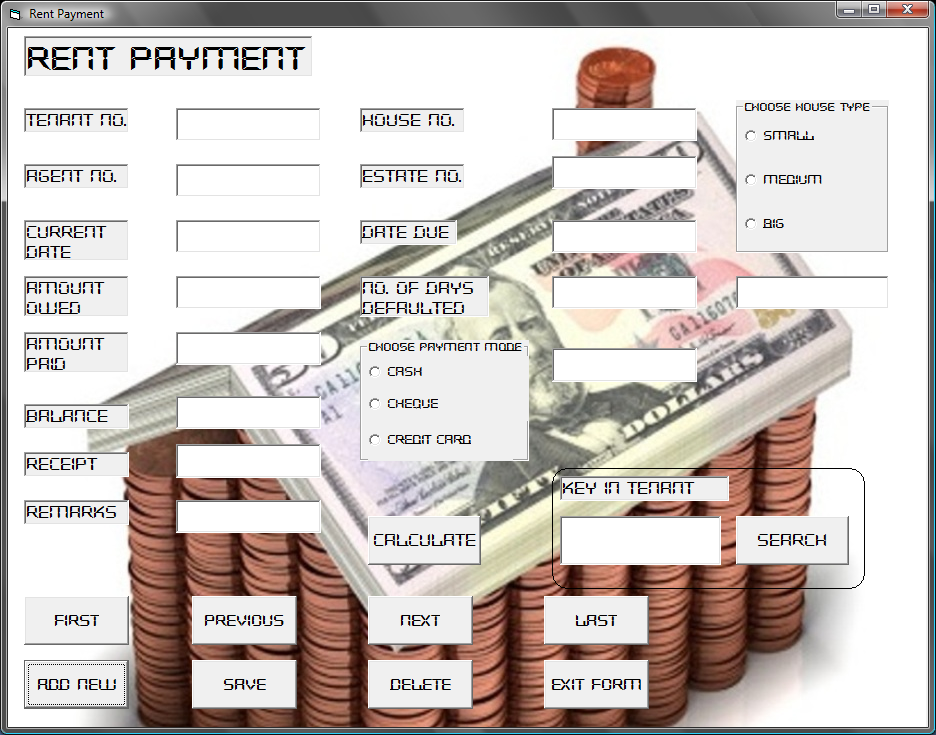 Rent Payment
RENT PAYMENT
TENANT NO.
HOUSE NO.
CHOOSE HOUSE TYPE
SMALL
MEDIUM
BIG
AGENT NO.
ESTATE NO.
CURRENT
DATE
DATE DUE
AMOUNT
OWED
NO. OF DAYS
DEFAULTED
AMOUNT
PAID
CHOOSE PAYMENT MODE
CASH
CHEQUE
CREDIT CARD
BALANCE
RECEIPT
REMARKS
KEY IN TENANT
CALCULATE
SEARCH
FIRST
PREVIOUS
NEXT
LAST
ADD NEW
SAVE
DELETE
EXIT FORM
50
DOLLARS